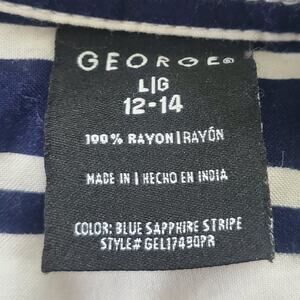 GEORGE®
L|G
12-14
100% RAYON | RAYÓN
MADE IN | HECHO EN INDIA
COLOR: BLUE SAPPHIRE STRIPE
STYLE# GEL17490PR